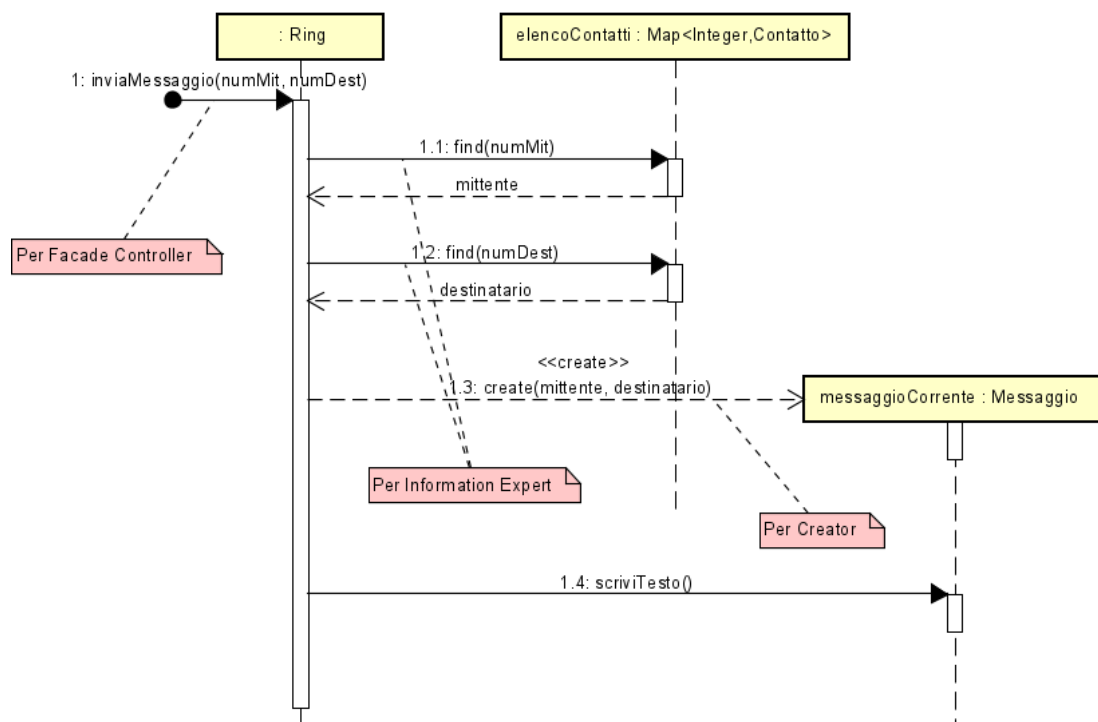 : Ring
elencoContatti : Map<Integer,Contatto>
1: inviaMessaggio(numMit, numDest)
1.1: find(numMit)
mittente
Per Facade Controller
1.2: find(numDest)
destinatario
<<create>>
1.3: create(mittente, destinatario)
messaggioCorrente : Messaggio
Per Information Expert
Per Creator
1.4: scriviTesto()